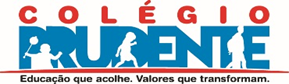 COLÉGIO
PRUDENTE
Educação que acolhe. Valores que transformam.